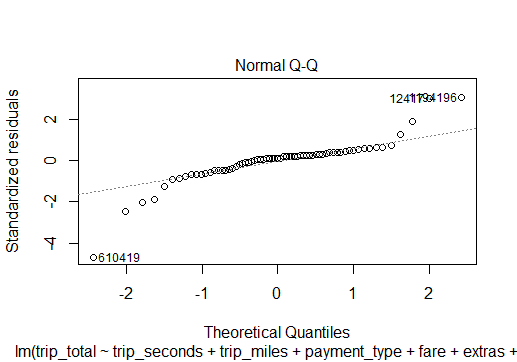 Normal Q-Q
Standardized residuals
2
0
-2
-4
1194196
610419
-2
-1
0
1
2
Theoretical Quantiles
lm(trip_total ~ trip_seconds + trip_miles + payment_type + fare + extras +